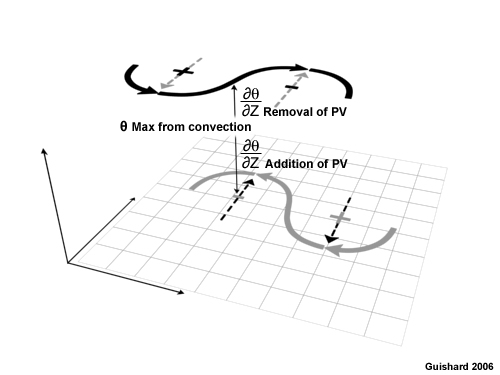 ∂θ
∂Z Removal of PV
θ Max from convection
∂θ
∂Z Addition of PV
Guishard 2006